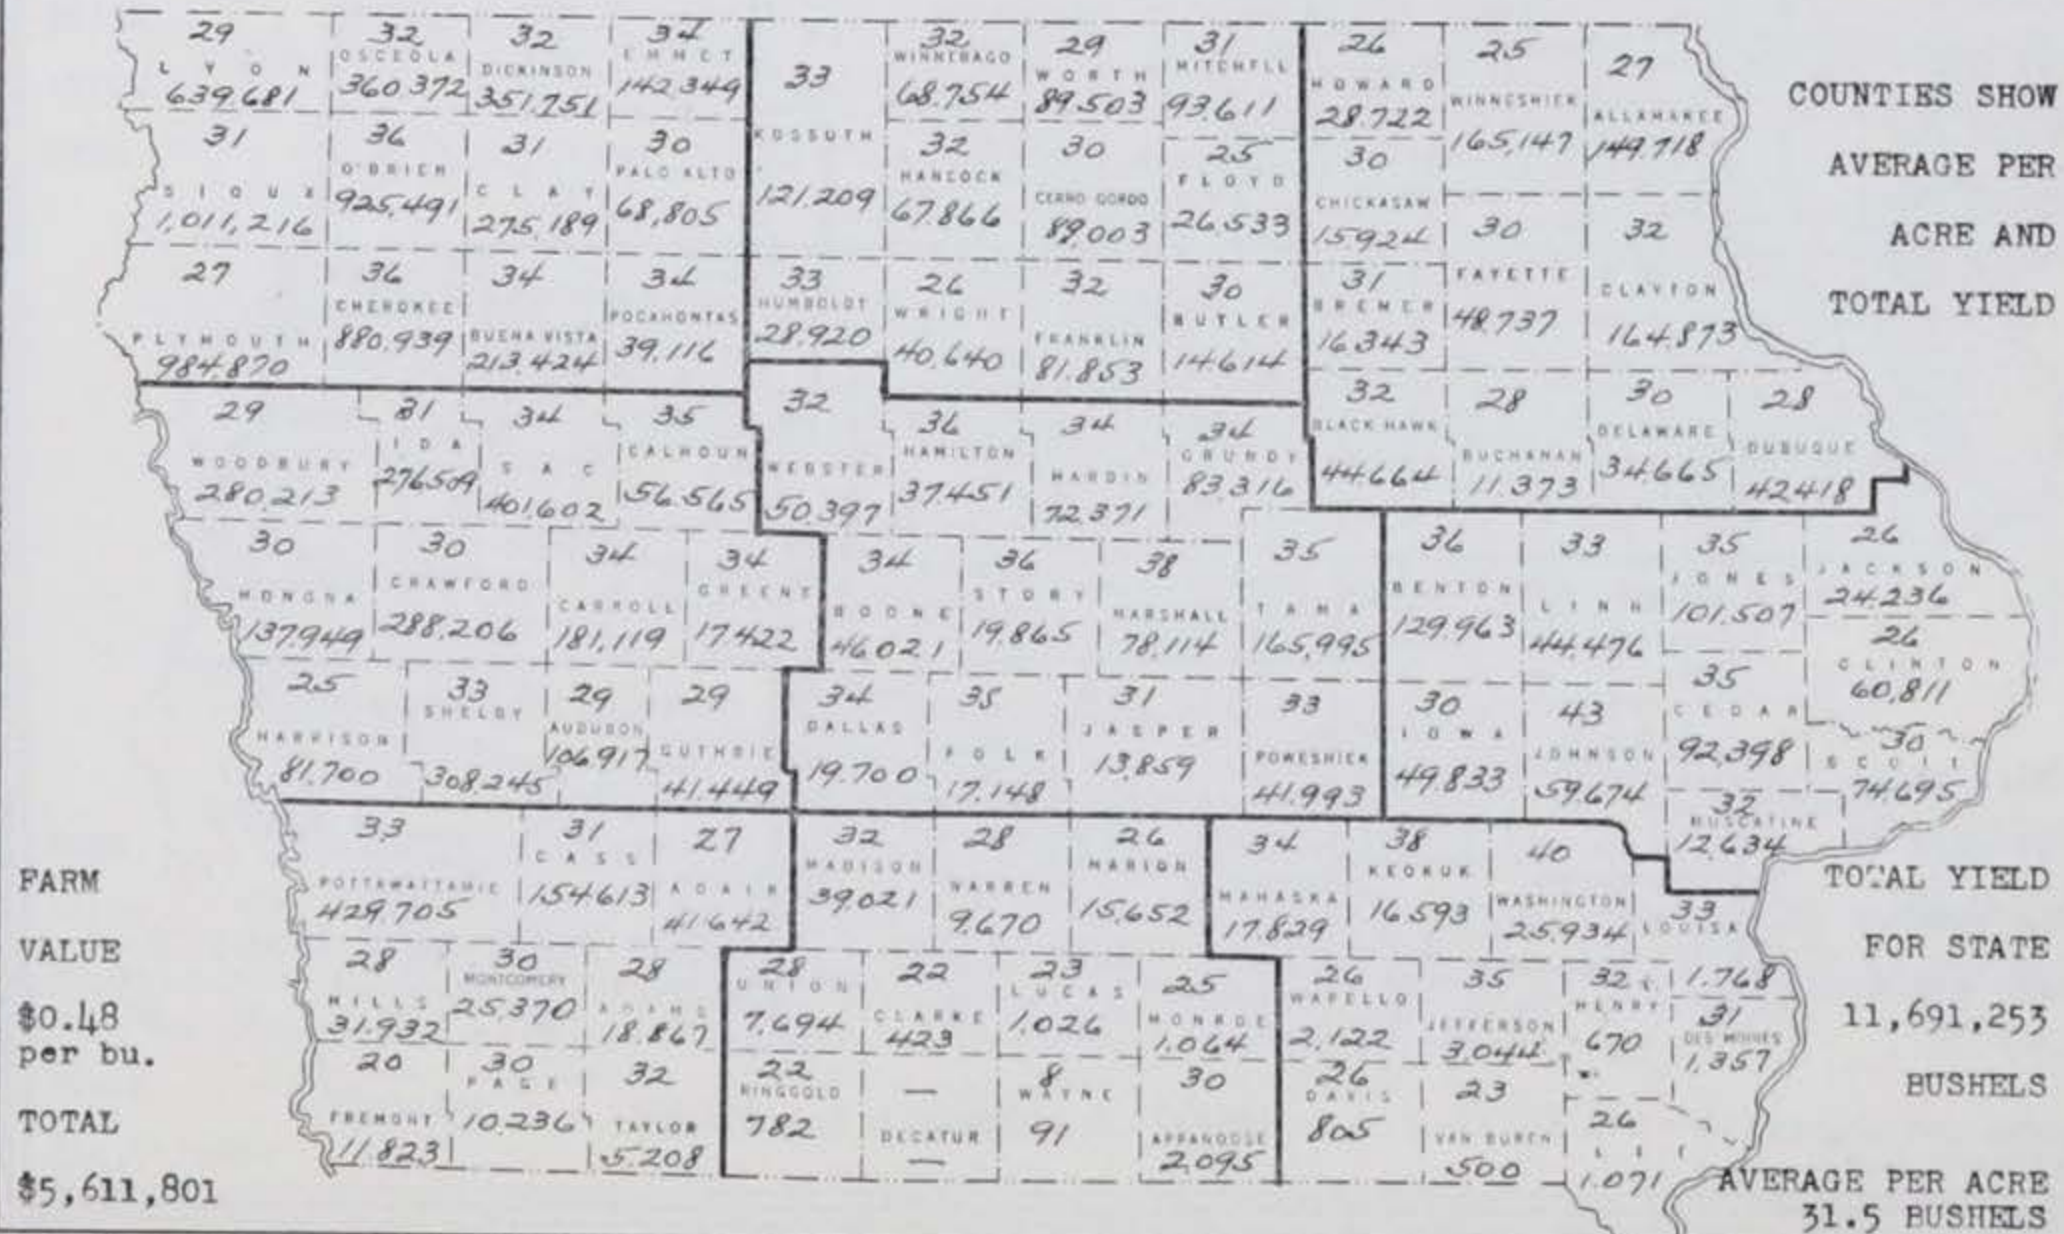 COUNTIES SHOW
AVERAGE PER
ACRE AND
TOTAL YIELD
29
LYON
639,681
32
OSCEOLA
360,372
32
DICKINSON
351,751
34
EMMET
142,349
33
KOSSUTH
121,209
32
WINNEBAGO
68,754
29
WORTH
89,503
31
MITCHELL
93,611
26
HOWARD
28,722
25
WINNESHIEK
165,147
27
ALLAMAKEE
149,718
31
SIOUX
1,011,216
36
O'BRIEN
925,491
31
CLAY
275,189
30
PALO ALTO
68,805
32
HANCOCK
67,866
30
CERRO GORDO
89,003
25
FLOYD
26,533
30
CHICKASAW
15924
30
FAYETTE
48,737
32
CLAYTON
164,873
27
PLYMOUTH
984,870
36
CHEROKEE
880,939
34
BUENA VISTA
213,424
34
POCAHONTAS
39,116
33
HUMBOLDT
28,920
26
WRIGHT
40,640
32
FRANKLIN
81,853
30
BUTLER
14,614
31
BREMER
16,343
29
WOODBURY
280,213
31
IDA
276509
34
SAC
401,602
35
CALHOUN
56,565
32
WEBSTER
50,397
36
HAMILTON
37451
34
HARDIN
72,371
34
GRUNDY
83,316
32
BLACK HAWK
44,664
28
BUCHANAN
11,373
30
DELAWARE
34,665
28
DUBUQUE
42,418
30
MONONA
137,949
30
CRAWFORD
288,206
34
CARROLL
181,119
34
GREENE
17,422
34
BOONE
46,021
36
STORY
19,865
38
MARSHALL
78,114
35
TAMA
165,995
36
BENTON
129,963
33
LINN
44,476
35
JONES
101,507
26
JACKSON
24,236
26
CLINTON
60,811
25
HARRISON
81,700
33
SHELBY
308,245
29
AUDUBON
106,917
29
GUTHRIE
41,449
34
DALLAS
19,700
35
POLK
17,148
31
JASPER
13,859
33
POWESHIEK
41,993
30
IOWA
49,833
43
JOHNSON
59,674
35
CEDAR
92,398
30
SCOTT
74,695
32
MUSCATINE
12,634
33
POTTAWATTAMIE
429,705
31
CASS
154,613
27
ADAIR
41,642
32
MADISON
39,021
28
WARREN
9,670
26
MARION
15,652
34
MAHASKA
17,829
38
KEOKUK
16,593
40
WASHINGTON
25,934
33
LOUISA
1,768
28
MILLS
31,932
30
MONTGOMERY
25,370
28
ADAMS
18,867
28
UNION
7,694
22
CLARKE
423
23
LUCAS
1,026
25
MONROE
1,064
26
WAPELLO
2,122
35
JEFFERSON
3,044
32
HENRY
670
31
DES MOINES
1,357
20
FREMONT
11,823
30
PAGE
10,236
32
TAYLOR
5,208
22
RINGGOLD
782
—
DECATUR
—
8
WAYNE
91
30
APPANOOSE
2,095
26
DAVIS
805
23
VAN BUREN
500
26
LEE
1,071
FARM
VALUE
$0.48
per bu.
TOTAL
$5,611,801
TOTAL YIELD
FOR STATE
11,691,253
BUSHELS
AVERAGE PER ACRE
31.5 BUSHELS